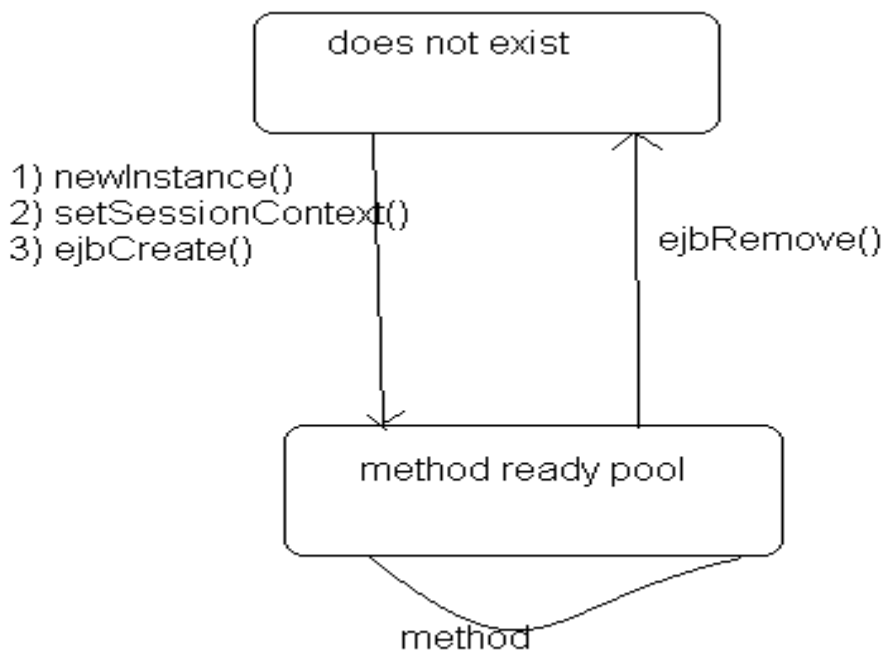 does not exist
1) newInstance()
2) setSessionContext()
3) ejbCreate()
ejbRemove()
method ready pool
method